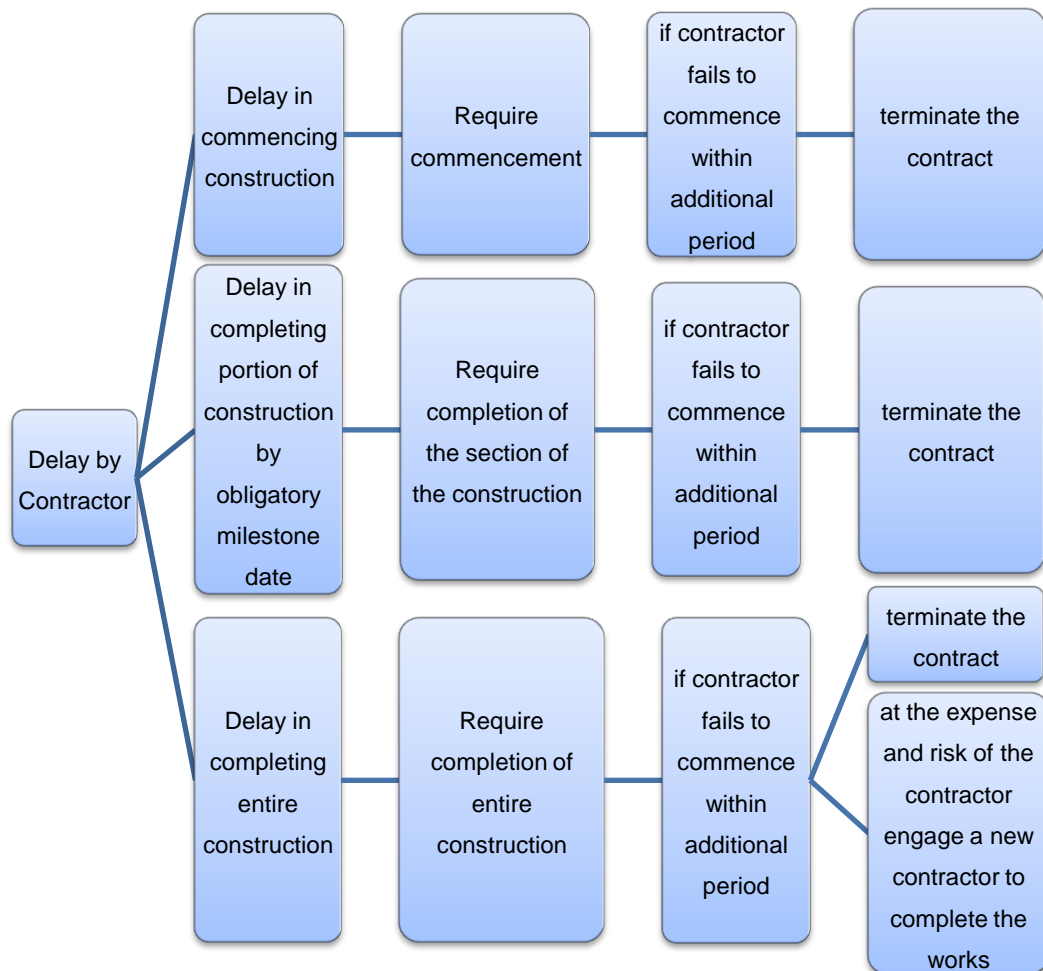 Delay by
Contractor
Delay in
commencing
construction
Require
commencement
if contractor
fails to
commence
within
additional
period
terminate the
contract
Delay in
completing
portion of
construction
by
obligatory
milestone
date
Require
completion of
the section of
the construction
if contractor
fails to
commence
within
additional
period
terminate the
contract
Delay in
completing
entire
construction
Require
completion of
entire
construction
if contractor
fails to
commence
within
additional
period
terminate the
contract
at the expense
and risk of the
contractor
engage a new
contractor to
complete the
works